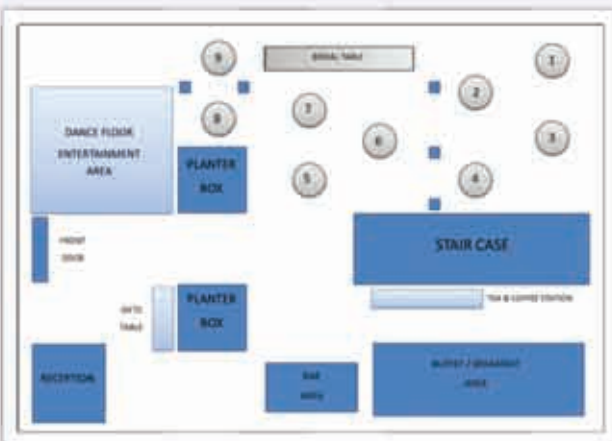 9
BRIDAL TABLE
1
2
7
8
DANCE FLOOR
ENTERTAINMENT
AREA
6
3
PLANTER
BOX
5
4
FRONT
DOOR
STAIR CASE
GIFTS
TABLE
PLANTER
BOX
TEA & COFFEE STATION
RECEPTION
BAR
AREA
BUFFET / BREAKFAST
AREA